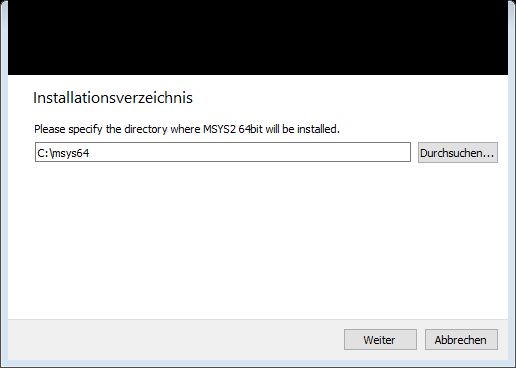 Installationsverzeichnis
Please specify the directory where MSYS2 64bit will be installed.
C:\msys64
Durchsuchen...
Weiter
Abbrechen